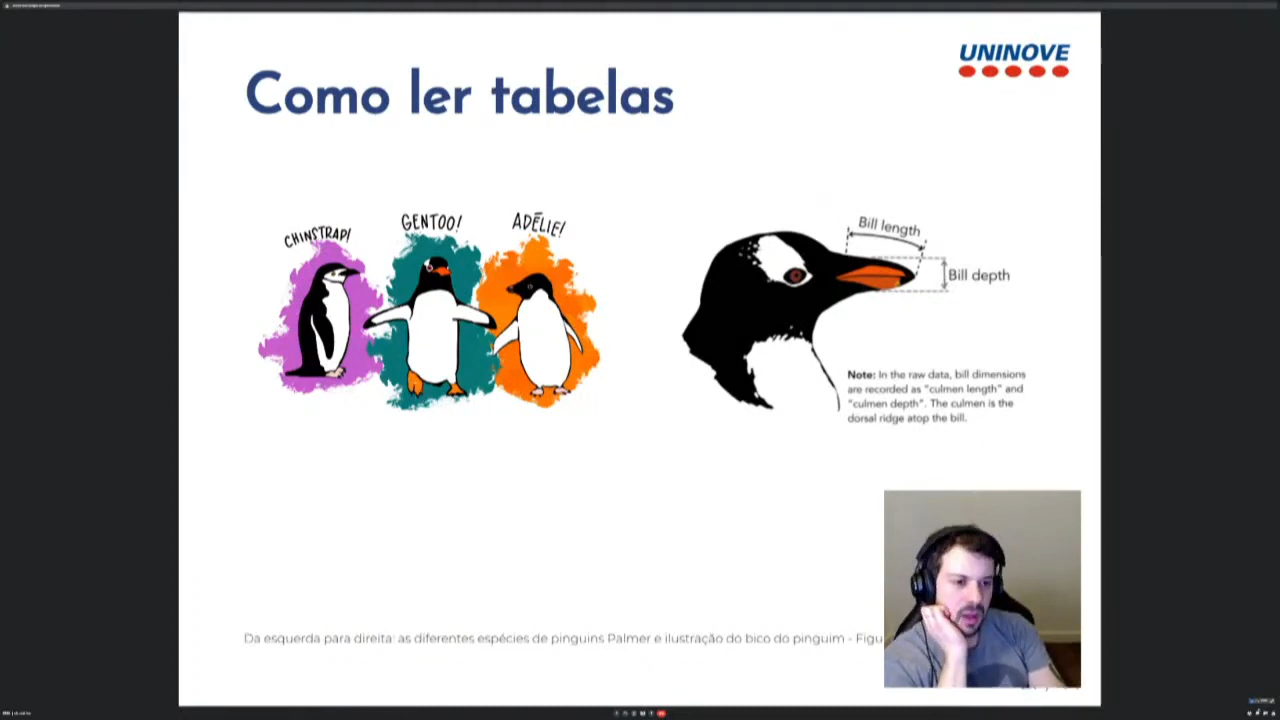 UNINOVE
Como ler tabelas
CHINSTRAP!
GENTOO!
ADÉLIE!
Bill length
Bill depth
Note: In the raw data, bill dimensions
are recorded as "culmen length" and
"culmen depth". The culmen is the
dorsal ridge atop the bill.
Da esquerda para direita: as diferentes espécies de pinguins Palmer e ilustração do bico do pinguim - Figu